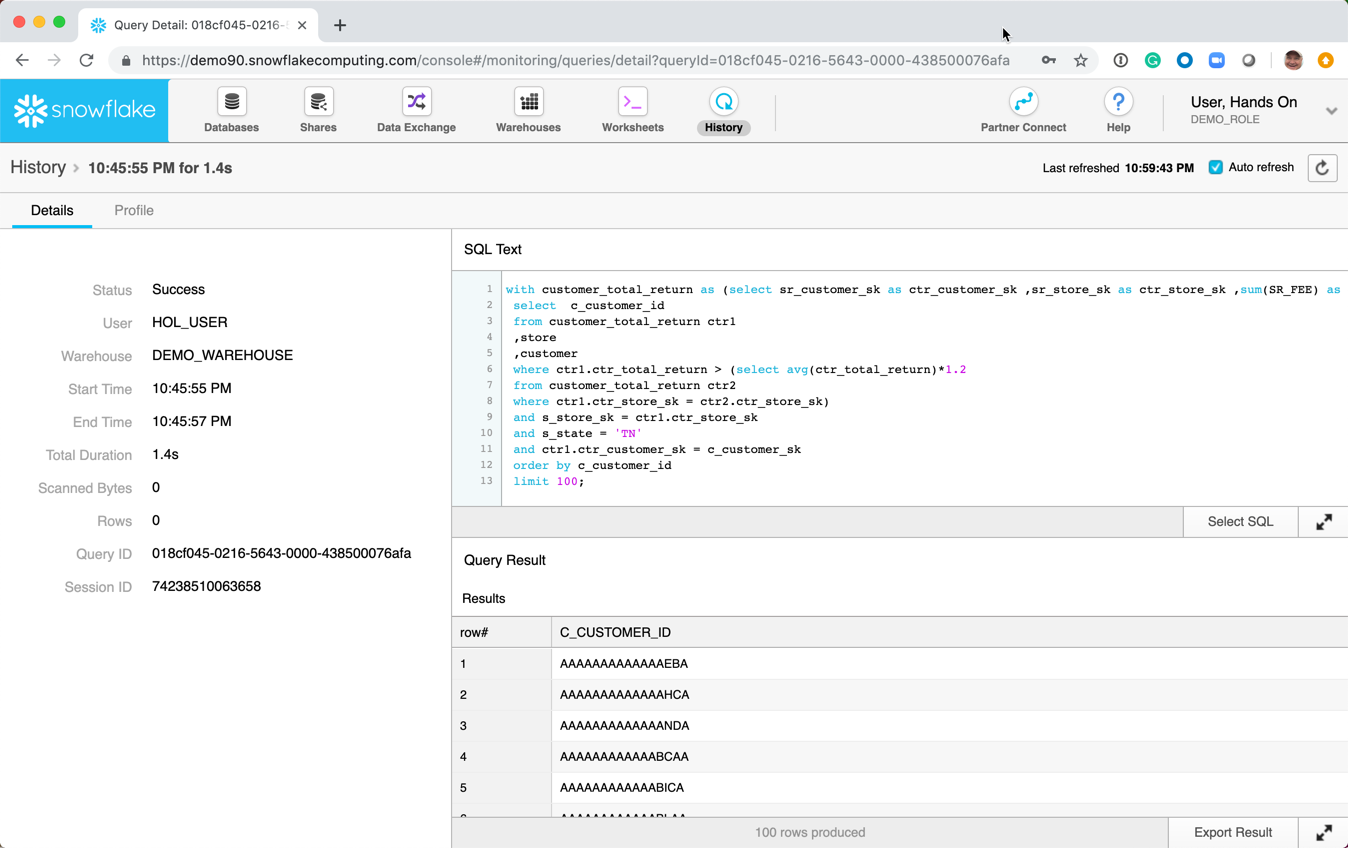 Query Detail: 018cf045-0216-5
https://demo90.snowflakecomputing.com/console#/monitoring/queries/detail?queryId=018cf045-0216-5643-0000-438500076afa
snowflake
Databases
Shares
Data Exchange
Warehouses
Worksheets
History
Partner Connect
Help
User, Hands On
DEMO_ROLE
History > 10:45:55 PM for 1.4s
Last refreshed 10:59:43 PM
Auto refresh
Details
Profile
Status Success
User HOL_USER
Warehouse DEMO_WAREHOUSE
Start Time 10:45:55 PM
End Time 10:45:57 PM
Total Duration 1.4s
Scanned Bytes 0
Rows 0
Query ID 018cf045-0216-5643-0000-438500076afa
Session ID 74238510063658
SQL Text
1 with customer_total_return as (select sr_customer_sk as ctr_customer_sk ,sr_store_sk as ctr_store_sk ,sum(SR_FEE) as
2 select c_customer_id
3 from customer_total_return ctr1
4 ,store
5 ,customer
6 where ctr1.ctr_total_return > (select avg(ctr_total_return)*1.2
7 from customer_total_return ctr2
8 where ctr1.ctr_store_sk = ctr2.ctr_store_sk)
9 and s_store_sk = ctr1.ctr_store_sk
10 and s_state = 'TN'
11 and ctr1.ctr_customer_sk = c_customer_sk
12 order by c_customer_id
13 limit 100;
Select SQL
Query Result
Results
row# C_CUSTOMER_ID
1 AAAAAAAAAAAAAEBA
2 AAAAAAAAAAAAAHCA
3 AAAAAAAAAAAAANDA
4 AAAAAAAAAAAABCAA
5 AAAAAAAAAAAABICA
100 rows produced
Export Result